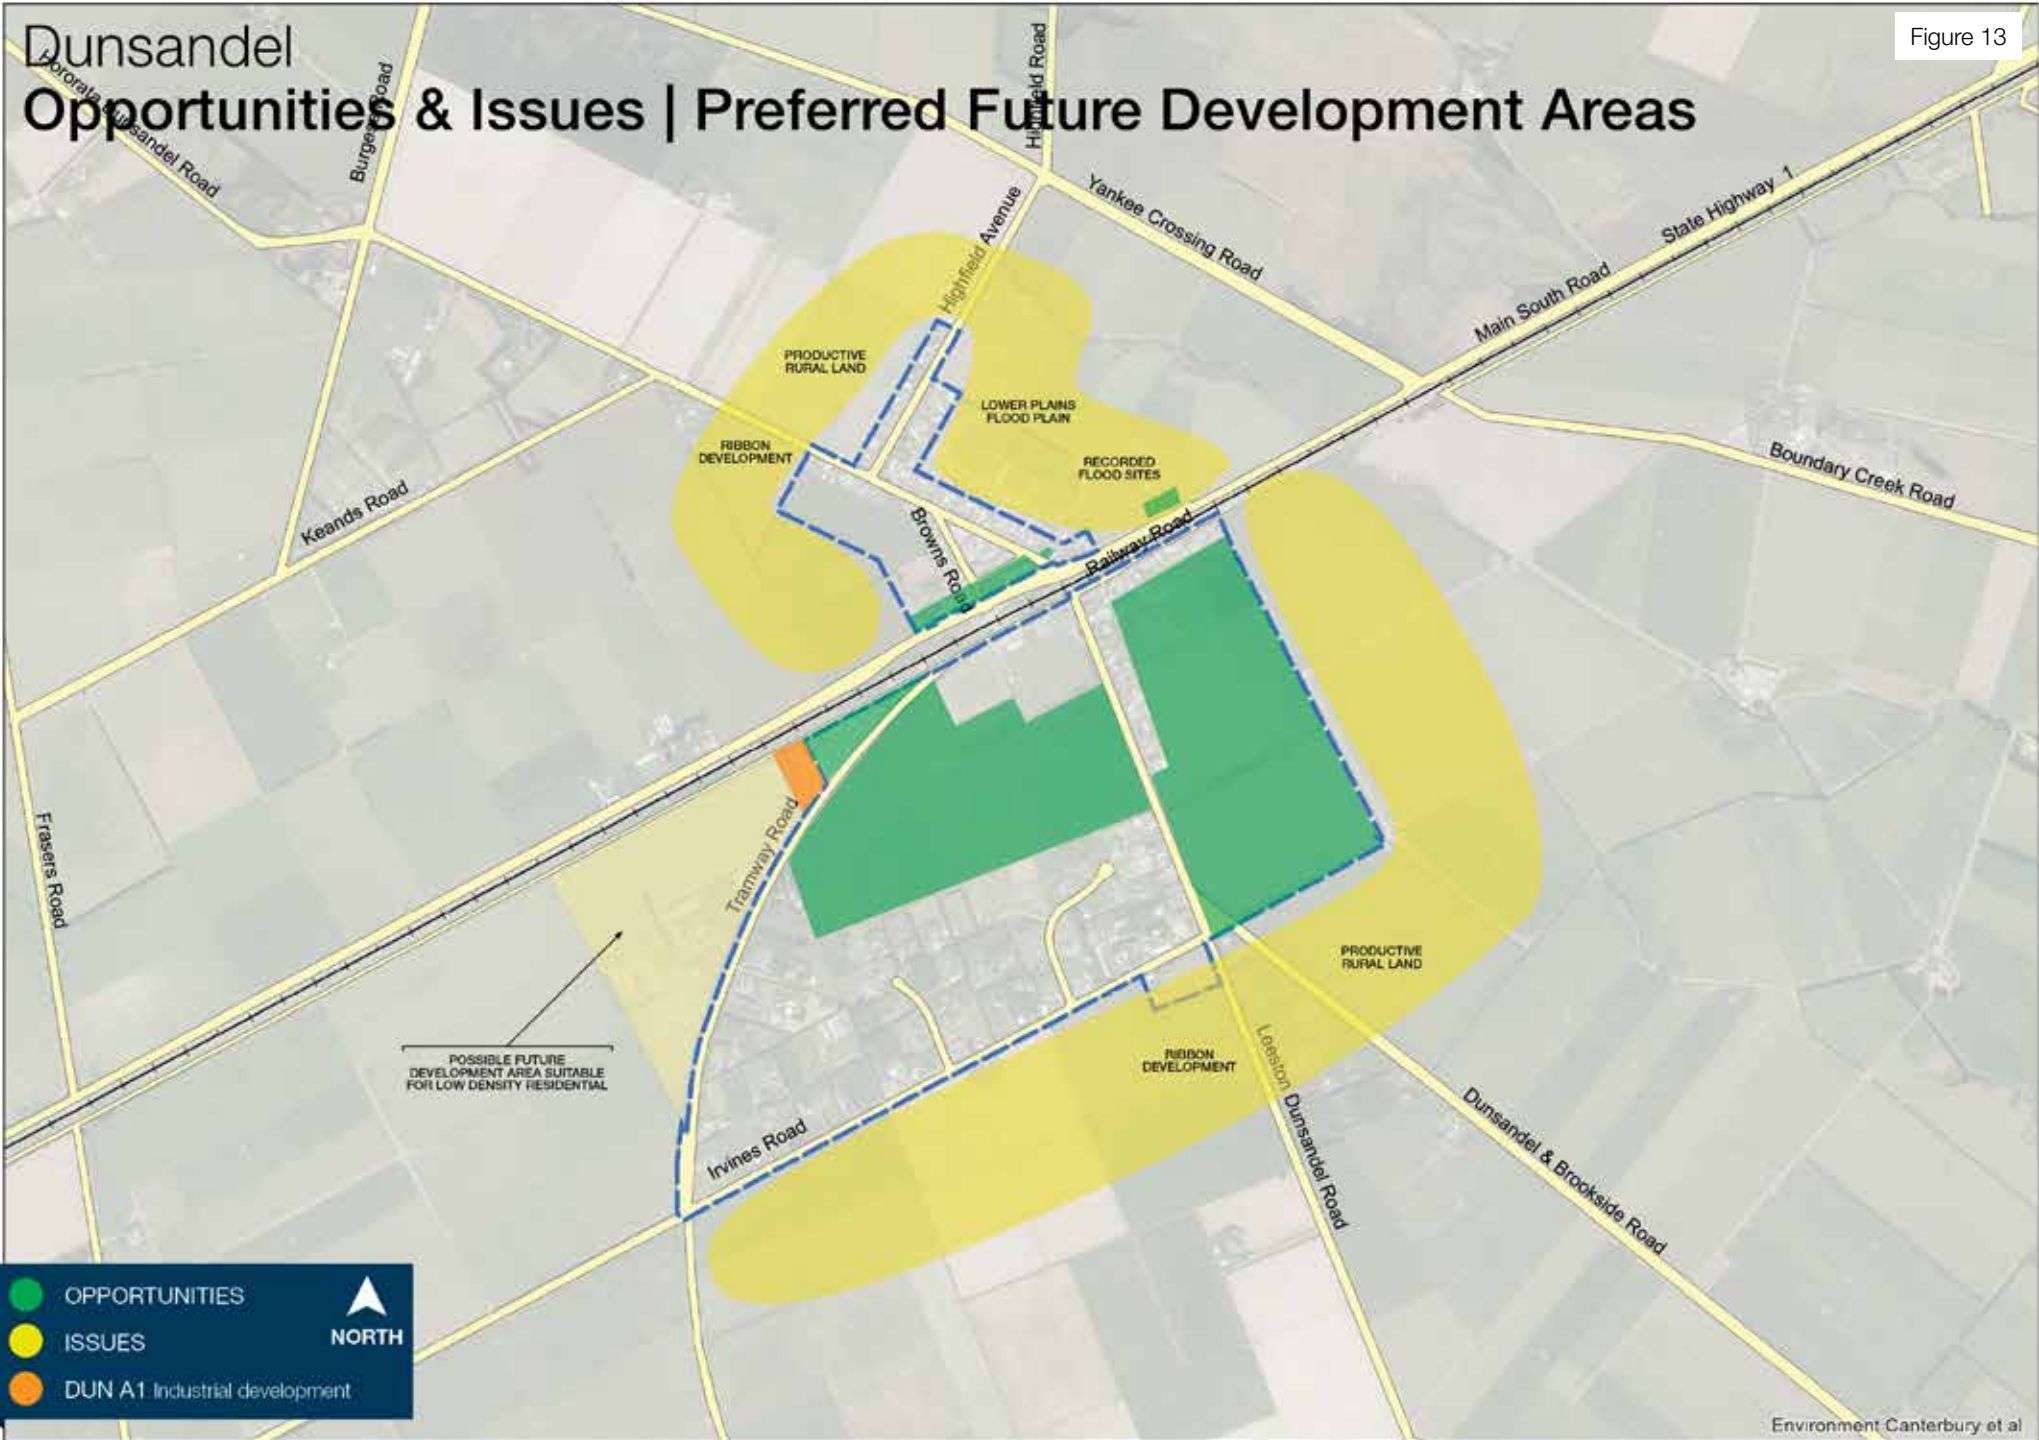 Figure 13
Dunsandel
Opportunities & Issues | Preferred Future Development Areas
Hororata Dunsandel Road
Burges Road
Highfield Road
Highfield Avenue
Yankee Crossing Road
State Highway 1
Main South Road
Boundary Creek Road
PRODUCTIVE
RURAL LAND
LOWER PLAINS
FLOOD PLAIN
RIBBON
DEVELOPMENT
RECORDED
FLOOD SITES
Keands Road
Browns Road
Railway Road
Tramway Road
Frasers Road
PRODUCTIVE
RURAL LAND
POSSIBLE FUTURE
DEVELOPMENT AREA SUITABLE
FOR LOW DENSITY RESIDENTIAL
RIBBON
DEVELOPMENT
Irvines Road
Leeston Dunsandel Road
Dunsandel & Brookside Road
OPPORTUNITIES
ISSUES
NORTH
DUN A1 Industrial development
Environment Canterbury et al